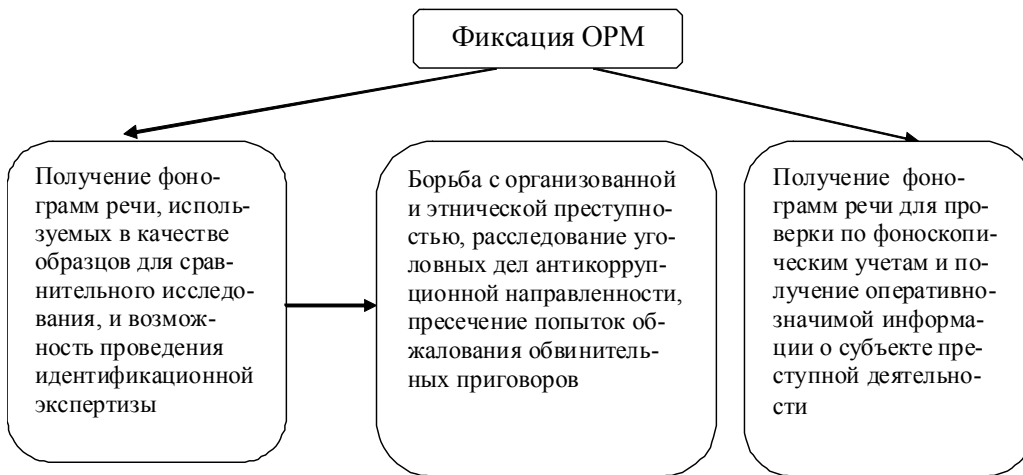 Фиксация ОРМ
Получение фоно-
грамм речи, исполь-
зуемых в качестве
образцов для срав-
нительного исследо-
вания, и возмож-
ность проведения
идентификационной
экспертизы
Борьба с организованной
и этнической преступно-
стью, расследование уго-
ловных дел антикоррупп-
ционной направленности,
пресечение попыток об-
жалования обвинитель-
ных приговоров
Получение фоно-
грамм речи для про-
верки по фоноскопи-
ческим учетам и по-
лучение оперативно-
значимой информа-
ции о субъекте пре-
ступной деятельно-
сти